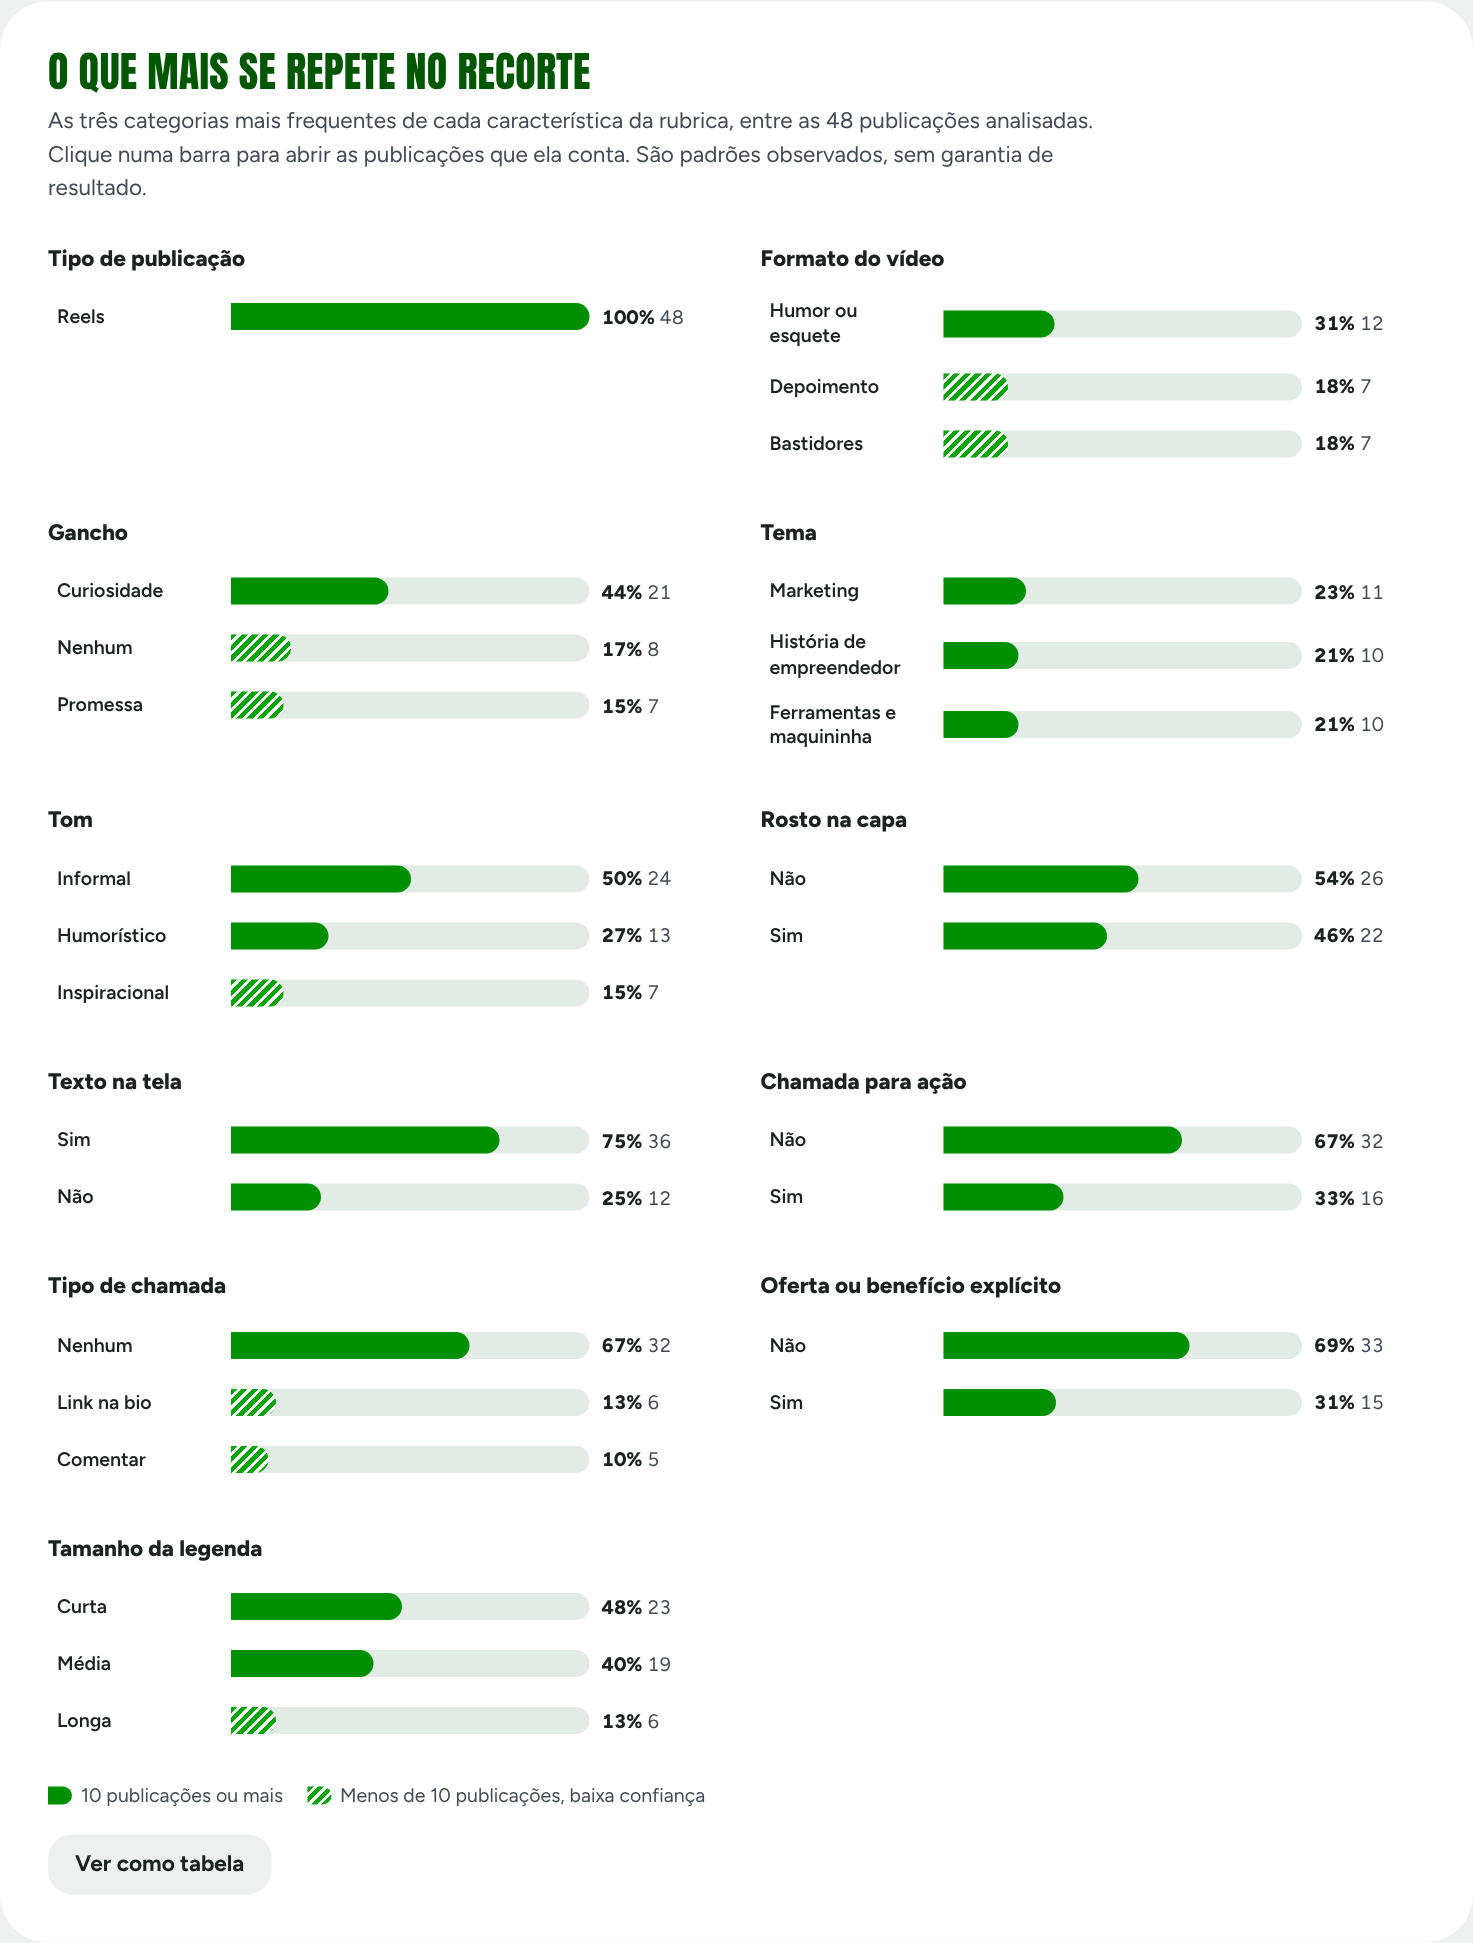 O QUE MAIS SE REPETE NO RECORTE
As três categorias mais frequentes de cada característica da rubrica, entre as 48 publicações analisadas.
Clique numa barra para abrir as publicações que ela conta. São padrões observados, sem garantia de
resultado.
Tipo de publicação
Reels 100% 48
Formato do vídeo
Humor ou
esquete 31% 12
Depoimento 18% 7
Bastidores 18% 7
Gancho
Curiosidade 44% 21
Nenhum 17% 8
Promessa 15% 7
Tema
Marketing 23% 11
História de
empreendedor 21% 10
Ferramentas e
maquininha 21% 10
Tom
Informal 50% 24
Humorístico 27% 13
Inspiracional 15% 7
Rosto na capa
Não 54% 26
Sim 46% 22
Texto na tela
Sim 75% 36
Não 25% 12
Chamada para ação
Não 67% 32
Sim 33% 16
Tipo de chamada
Nenhum 67% 32
Link na bio 13% 6
Comentar 10% 5
Oferta ou benefício explícito
Não 69% 33
Sim 31% 15
Tamanho da legenda
Curta 48% 23
Média 40% 19
Longa 13% 6
10 publicações ou mais Menos de 10 publicações, baixa confiança
Ver como tabela